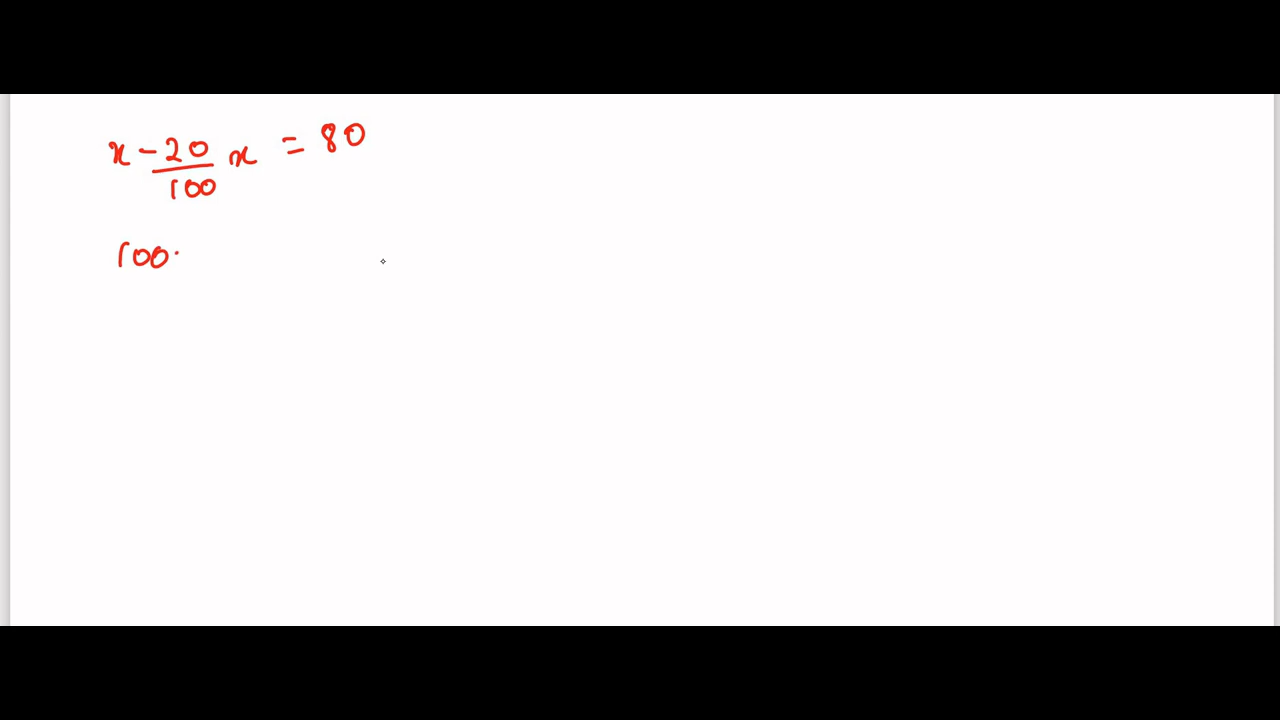 x - 20/100 x = 80
100.